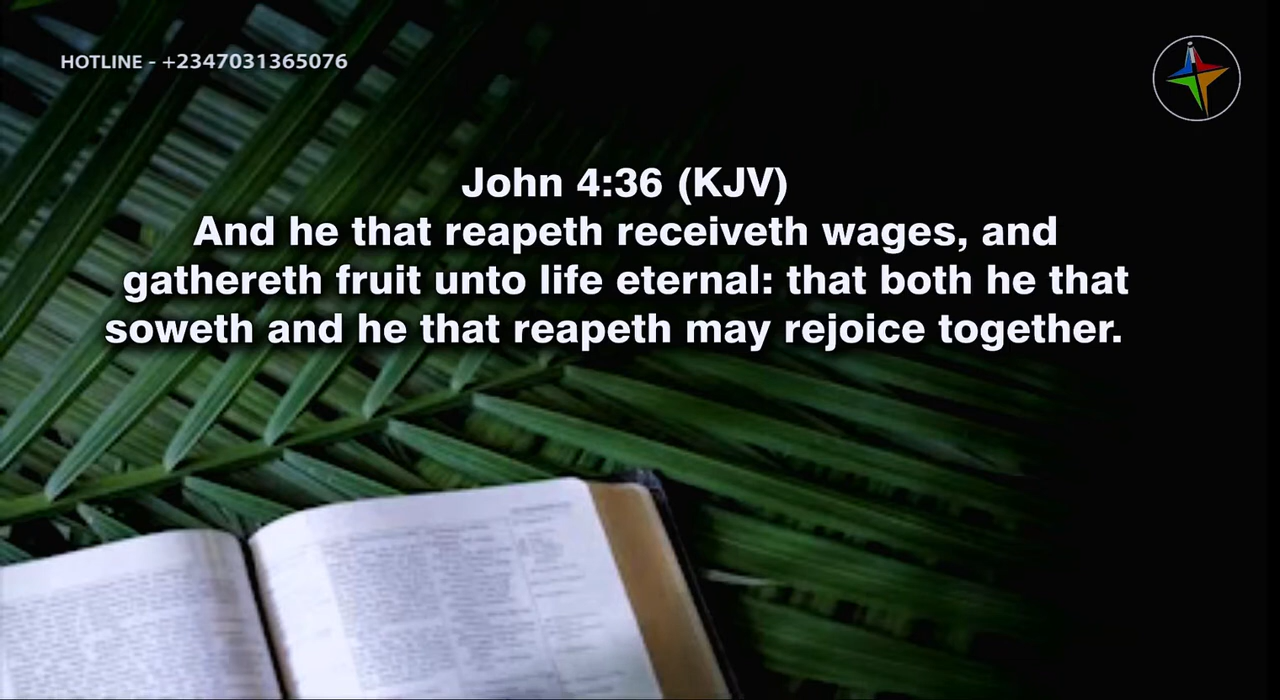 HOTLINE - +2347031365076
John 4:36 (KJV)
And he that reapeth receiveth wages, and
gathereth fruit unto life eternal: that both he that
soweth and he that reapeth may rejoice together.